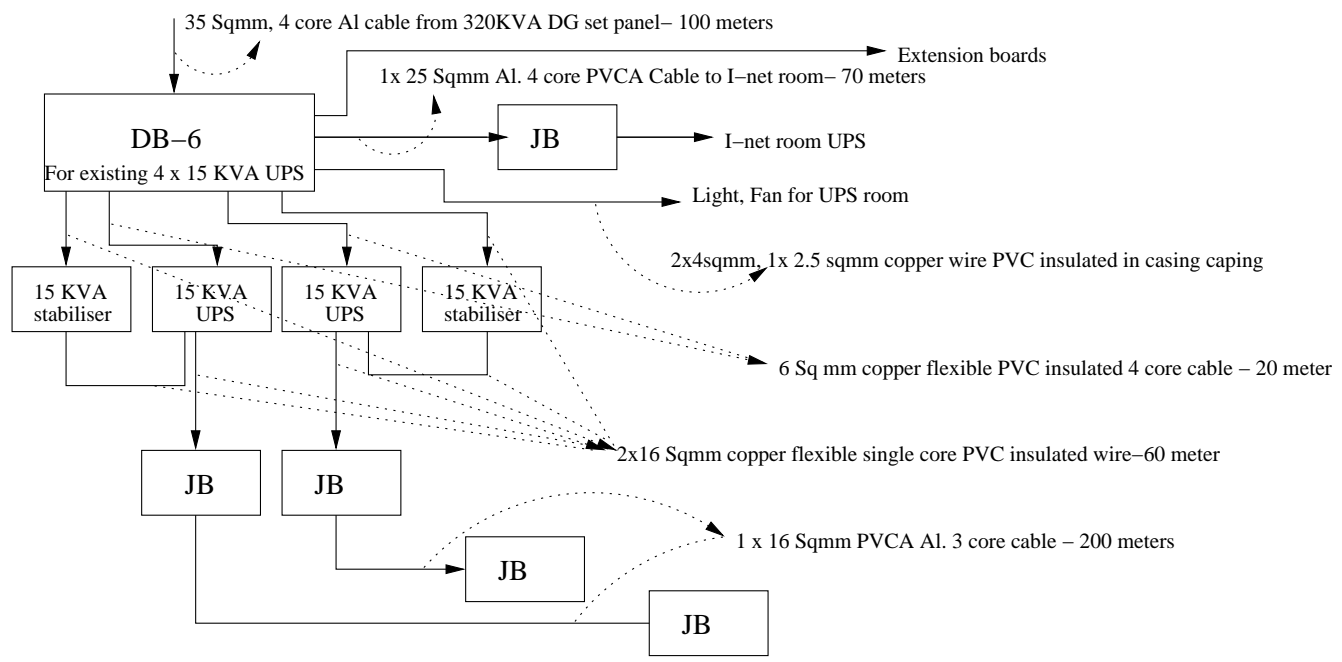 35 Sqmm, 4 core Al cable from 320KVA DG set panel– 100 meters
Extension boards
1x 25 Sqmm Al. 4 core PVCA Cable to I–net room– 70 meters
DB–6
For existing 4 x 15 KVA UPS
JB
I–net room UPS
Light, Fan for UPS room
2x4sqmm, 1x 2.5 sqmm copper wire PVC insulated in casing caping
15 KVA
stabiliser
15 KVA
UPS
15 KVA
UPS
15 KVA
stabiliser
6 Sq mm copper flexible PVC insulated 4 core cable – 20 meter
2x16 Sqmm copper flexible single core PVC insulated wire–60 meter
JB
JB
1 x 16 Sqmm PVCA Al. 3 core cable – 200 meters
JB
JB